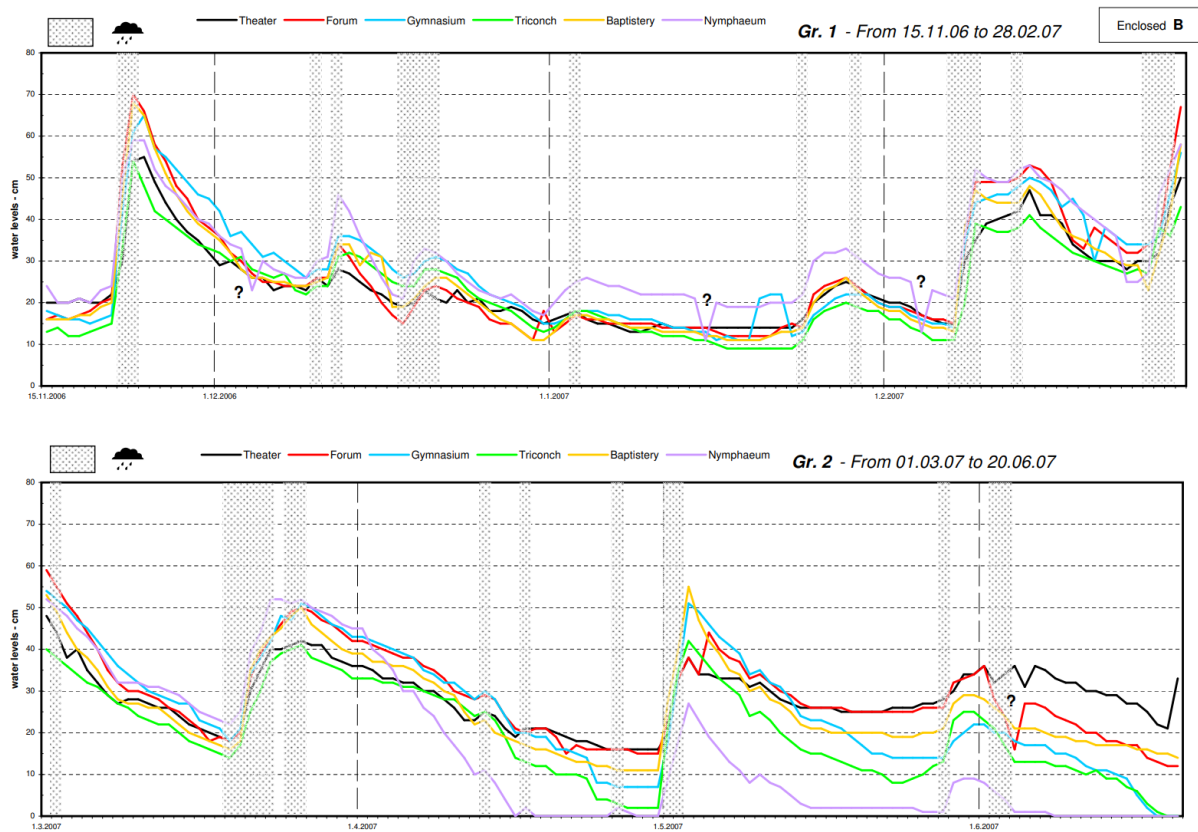 Theater Forum Gymnasium Triconch Baptistery Nymphaeum
Gr. 1 - From 15.11.06 to 28.02.07
Enclosed B
water levels - cm
80
70
60
50
40
30
20
10
0
?
?
?
15.11.2006 1.12.2006 1.1.2007 1.2.2007
Theater Forum Gymnasium Triconch Baptistery Nymphaeum
Gr. 2 - From 01.03.07 to 20.06.07
water levels - cm
80
70
60
50
40
30
20
10
0
?
1.3.2007 1.4.2007 1.5.2007 1.6.2007